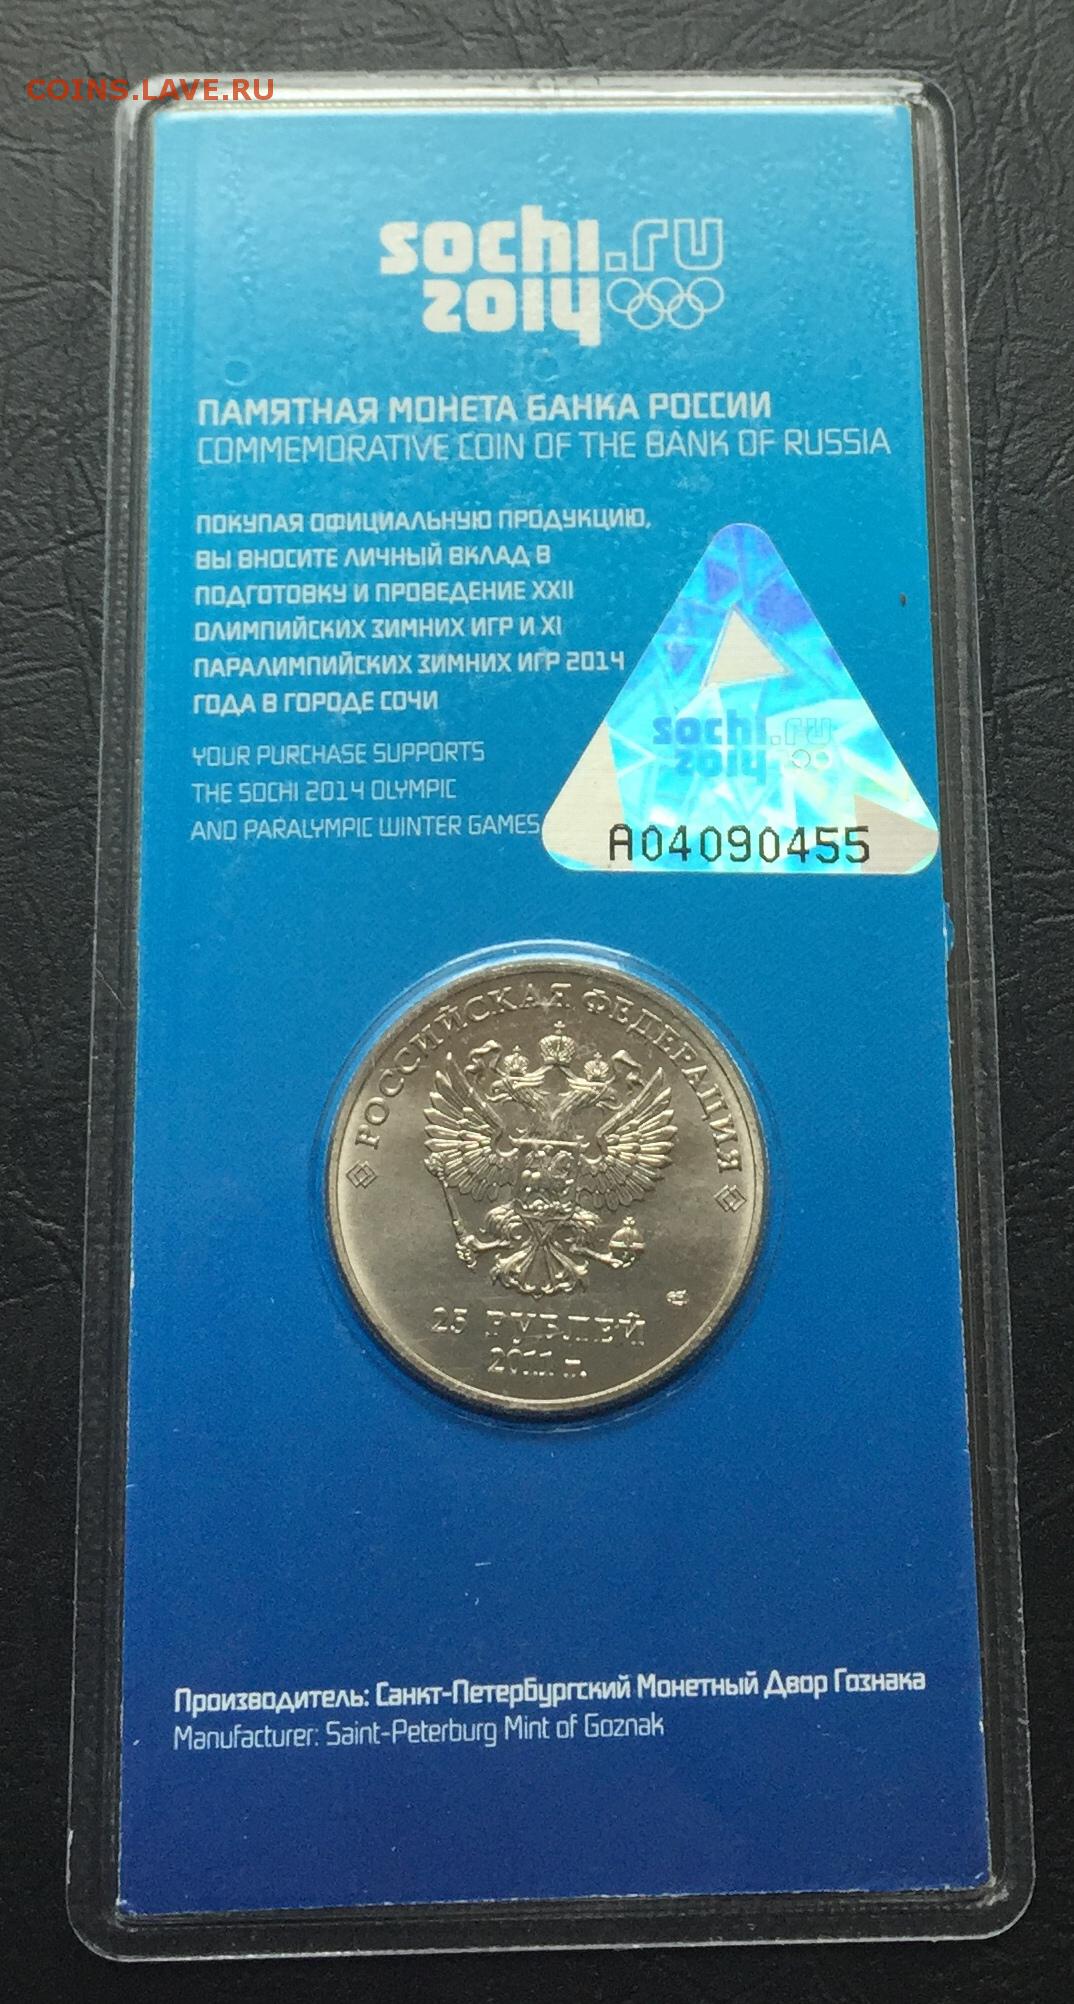 COINS.LAVE.RU
sochi.ru
2014
ПАМЯТНАЯ МОНЕТА БАНКА РОССИИ
COMMEMORATIVE COIN OF THE BANK OF RUSSIA
ПОКУПАЯ ОФИЦИАЛЬНУЮ ПРОДУКЦИЮ,
ВЫ ВНОСИТЕ ЛИЧНЫЙ ВКЛАД В
ПОДГОТОВКУ И ПРОВЕДЕНИЕ XXII
ОЛИМПИЙСКИХ ЗИМНИХ ИГР И XI
ПАРАЛИМПИЙСКИХ ЗИМНИХ ИГР 2014
ГОДА В ГОРОДЕ СОЧИ
YOUR PURCHASE SUPPORTS
THE SOCHI 2014 OLYMPIC
AND PARALYMPIC WINTER GAMES
sochi.ru
2014
A04090455
РОССИЙСКАЯ ФЕДЕРАЦИЯ
25 РУБЛЕЙ
2011 г.
Производитель: Санкт-Петербургский Монетный Двор Гознака
Manufacturer: Saint-Peterburg Mint of Goznak